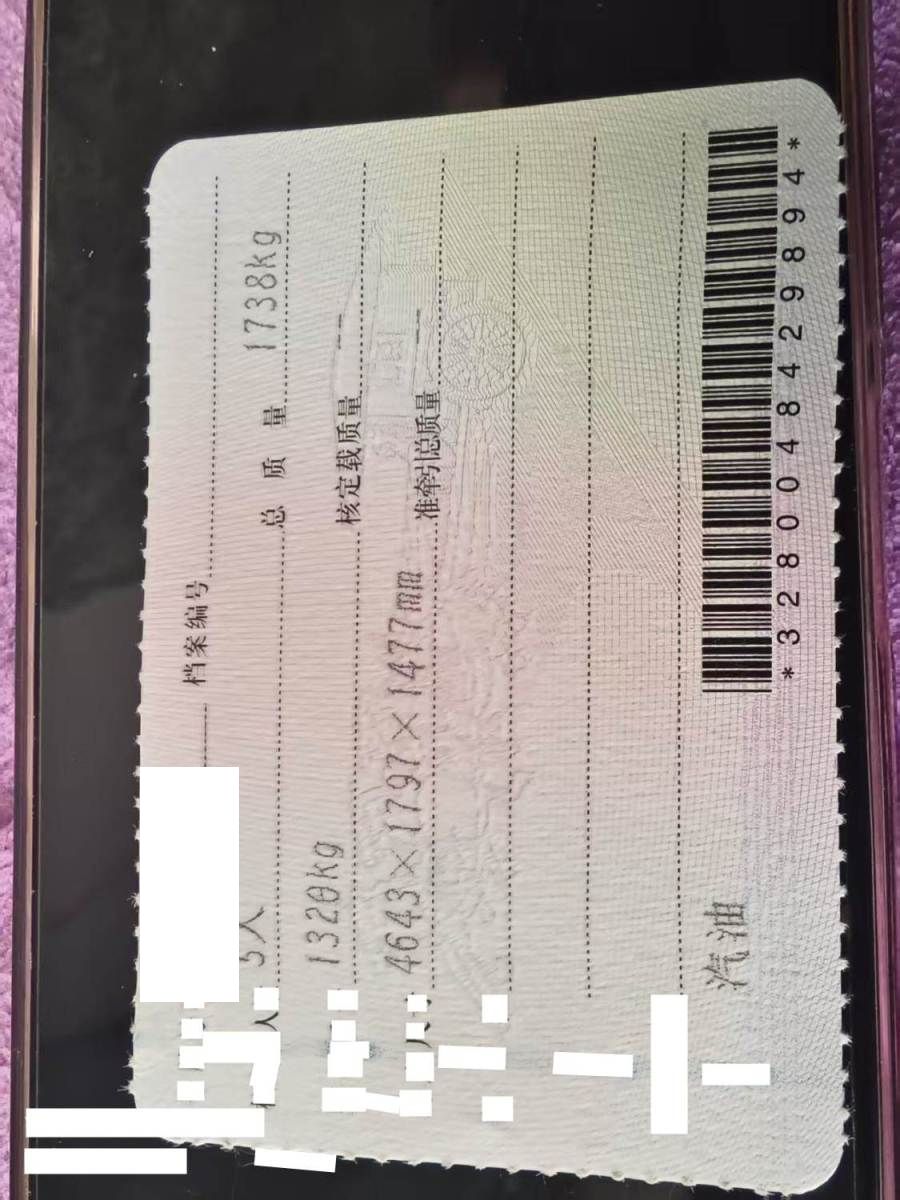 档案编号
5人 总质量 1738kg
1320kg 核定载质量 --
4643×1797×1477mm 准牵引总质量 --
汽油 *3280048429894*